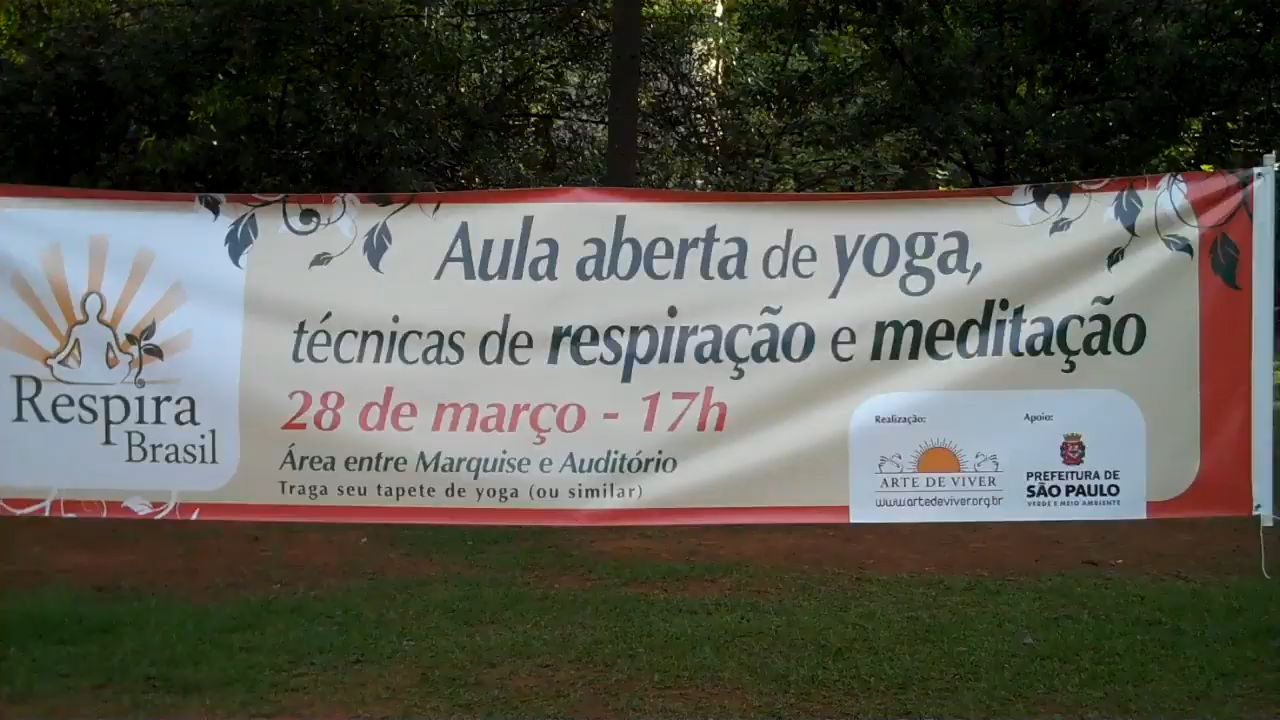 Aula aberta de yoga,
técnicas de respiração e meditação
28 de março - 17h
Área entre Marquise e Auditório
Traga seu tapete de yoga (ou similar)
Respira
Brasil
Realização:
ARTE DE VIVER
www.artedeviver.org.br
Apoio:
PREFEITURA DE
SÃO PAULO
VERDE E MEIO AMBIENTE